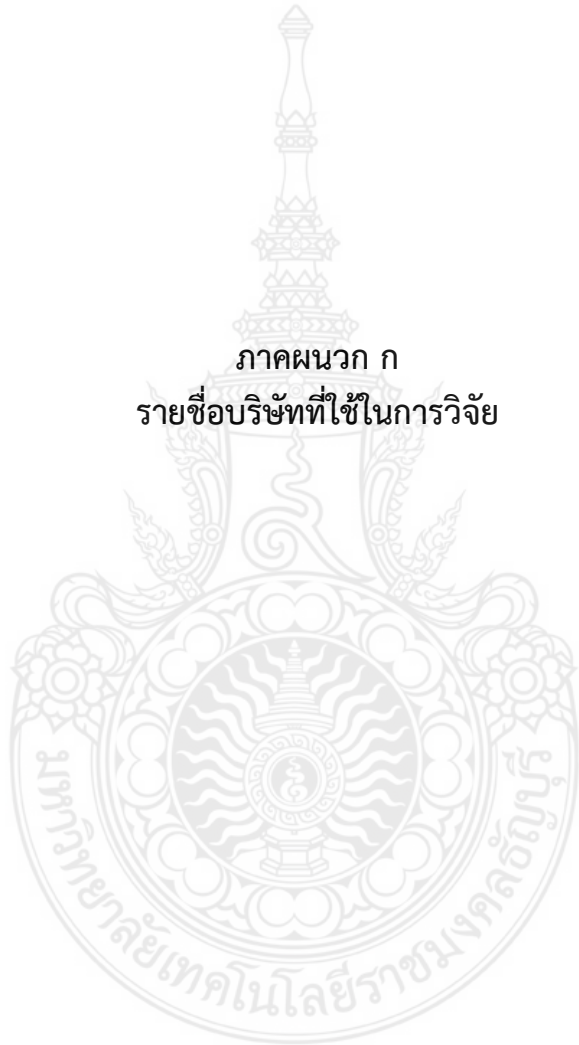 ภาคผนวก ก
รายชื่อบริษัทที่ใช้ในการวิจัย
มหาวิทยาลัยเทคโนโลยีราชมงคลธัญบุรี